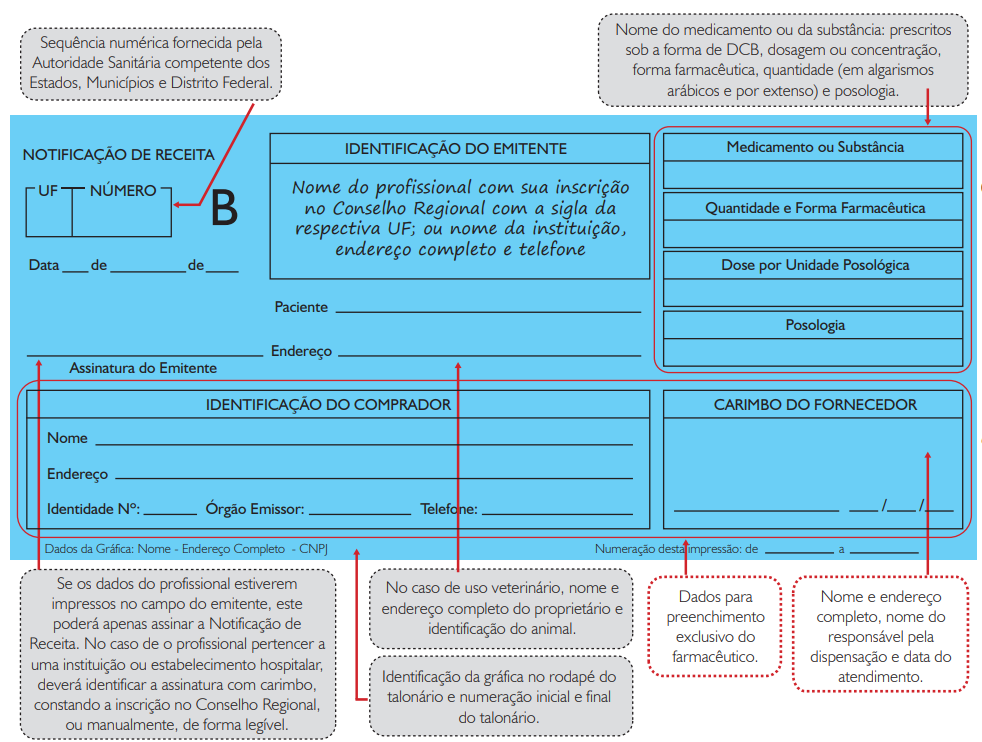 Sequência numérica fornecida pela
Autoridade Sanitária competente dos
Estados, Municípios e Distrito Federal.
Nome do medicamento ou da substância: prescritos
sob a forma de DCB, dosagem ou concentração,
forma farmacêutica, quantidade (em algarismos
arábicos e por extenso) e posologia.
NOTIFICAÇÃO DE RECEITA
UF NÚMERO
B
Data ___ de ________ de ____
IDENTIFICAÇÃO DO EMITENTE
Nome do profissional com sua inscrição
no Conselho Regional com a sigla da
respectiva UF; ou nome da instituição,
endereço completo e telefone
Paciente
Endereço
Assinatura do Emitente
Medicamento ou Substância
Quantidade e Forma Farmacêutica
Dose por Unidade Posológica
Posologia
IDENTIFICAÇÃO DO COMPRADOR
Nome
Endereço
Identidade Nº: ______ Órgão Emissor: ________ Telefone:
CARIMBO DO FORNECEDOR
________________ ___ /___ /___
Dados da Gráfica: Nome - Endereço Completo - CNPJ
Numeração desta impressão: de ________ a ________
Se os dados do profissional estiverem
impressos no campo do emitente, este
poderá apenas assinar a Notificação de
Receita. No caso de o profissional pertencer a
uma instituição ou estabelecimento hospitalar,
deverá identificar a assinatura com carimbo,
constando a inscrição no Conselho Regional,
ou manualmente, de forma legível.
No caso de uso veterinário, nome e
endereço completo do proprietário e
identificação do animal.
Identificação da gráfica no rodapé do
talonário e numeração inicial e final
do talonário.
Dados para
preenchimento
exclusivo do
farmacêutico.
Nome e endereço
completo, nome do
responsável pela
dispensação e data do
atendimento.